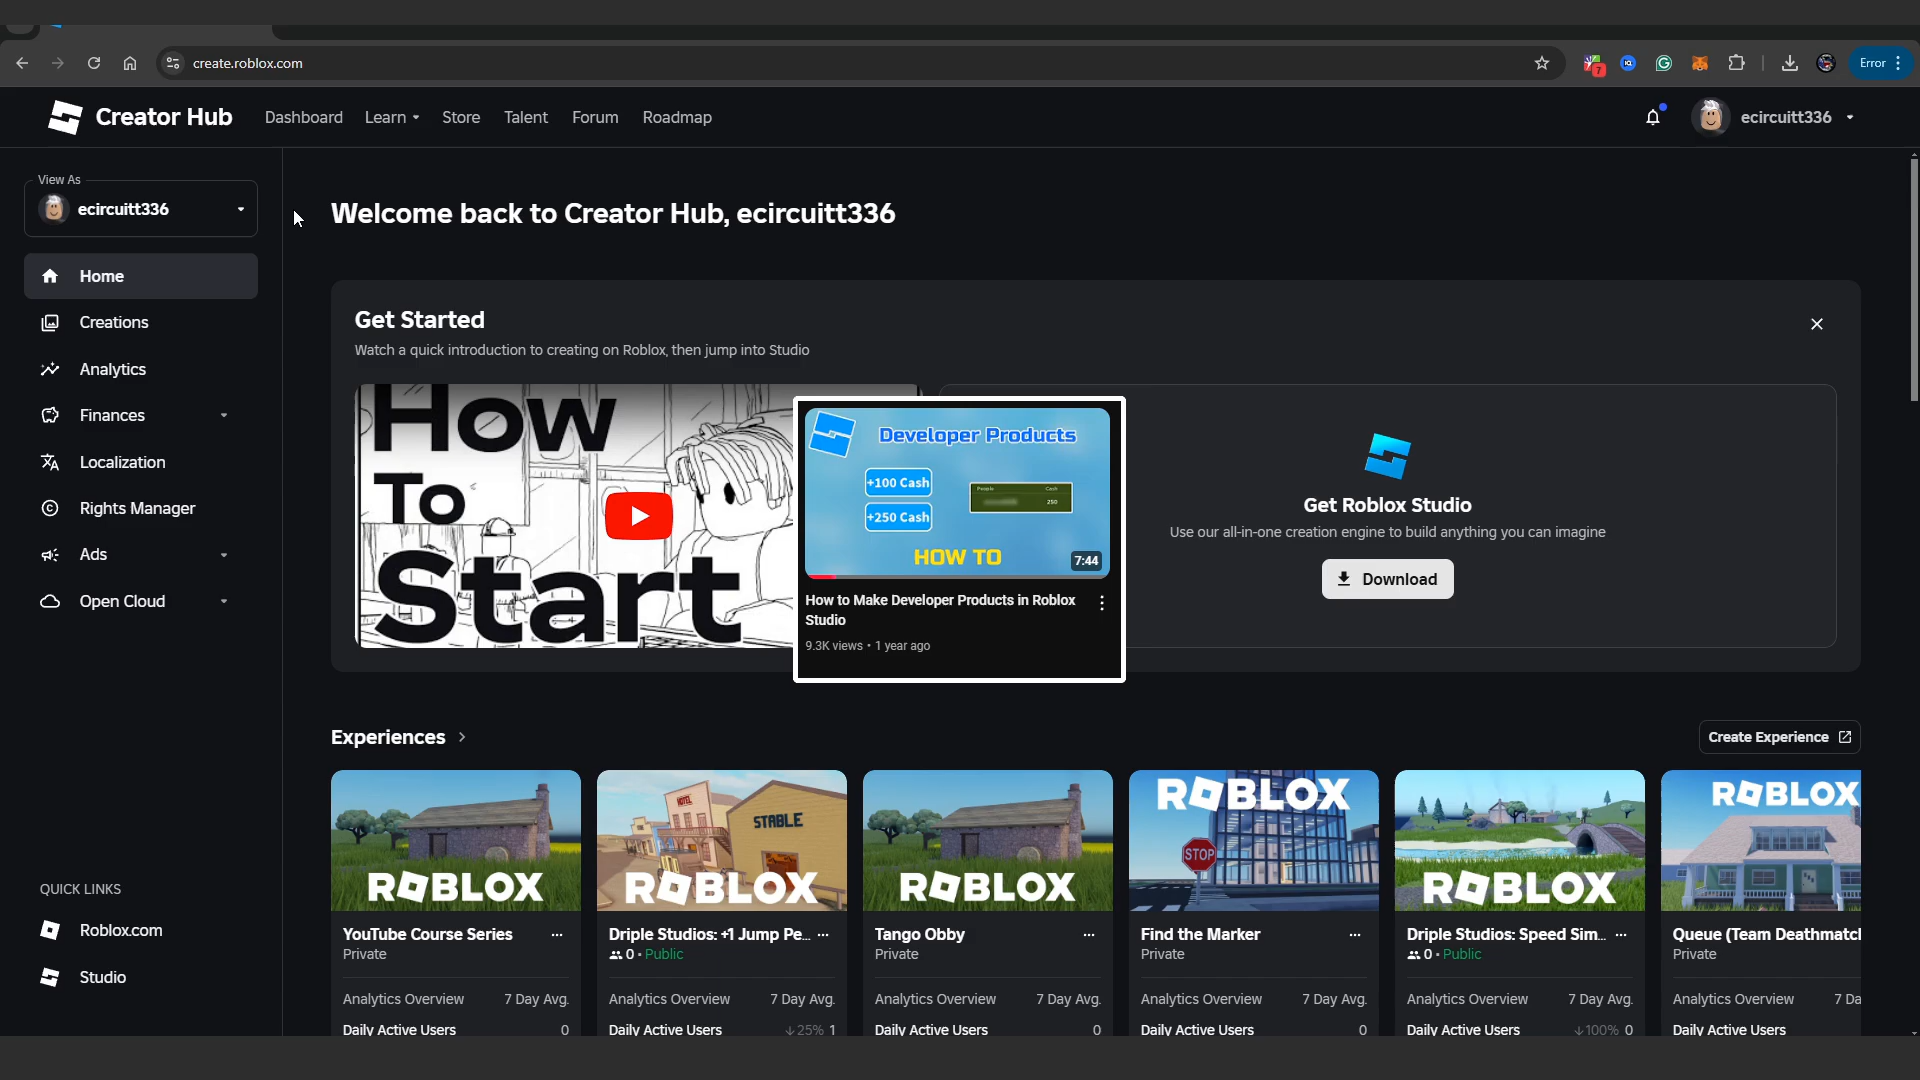 create.roblox.com
7
Error
Creator Hub
Dashboard
Learn
Store
Talent
Forum
Roadmap
ecircuitt336
View As
ecircuitt336
Home
Creations
Analytics
Finances
Localization
Rights Manager
Ads
Open Cloud
QUICK LINKS
Roblox.com
Studio
Welcome back to Creator Hub, ecircuitt336
Get Started
Watch a quick introduction to creating on Roblox, then jump into Studio
How
To
Start
Developer Products
+100 Cash
+250 Cash
People
Cash
250
HOW TO
7:44
How to Make Developer Products in Roblox
Studio
9.3K views • 1 year ago
Get Roblox Studio
Use our all-in-one creation engine to build anything you can imagine
Download
Experiences
Create Experience
ROBLOX
YouTube Course Series
Private
Analytics Overview
7 Day Avg.
Daily Active Users
0
HOTEL
STABLE
ROBLOX
Driple Studios: +1 Jump Pe...
0 • Public
Analytics Overview
7 Day Avg.
Daily Active Users
↓25% 1
ROBLOX
Tango Obby
Private
Analytics Overview
7 Day Avg.
Daily Active Users
0
ROBLOX
STOP
Find the Marker
Private
Analytics Overview
7 Day Avg.
Daily Active Users
0
ROBLOX
Driple Studios: Speed Sim...
0 • Public
Analytics Overview
7 Day Avg.
Daily Active Users
↓100% 0
ROBLOX
Queue (Team Deathmatch
Private
Analytics Overview
7 Da
Daily Active Users